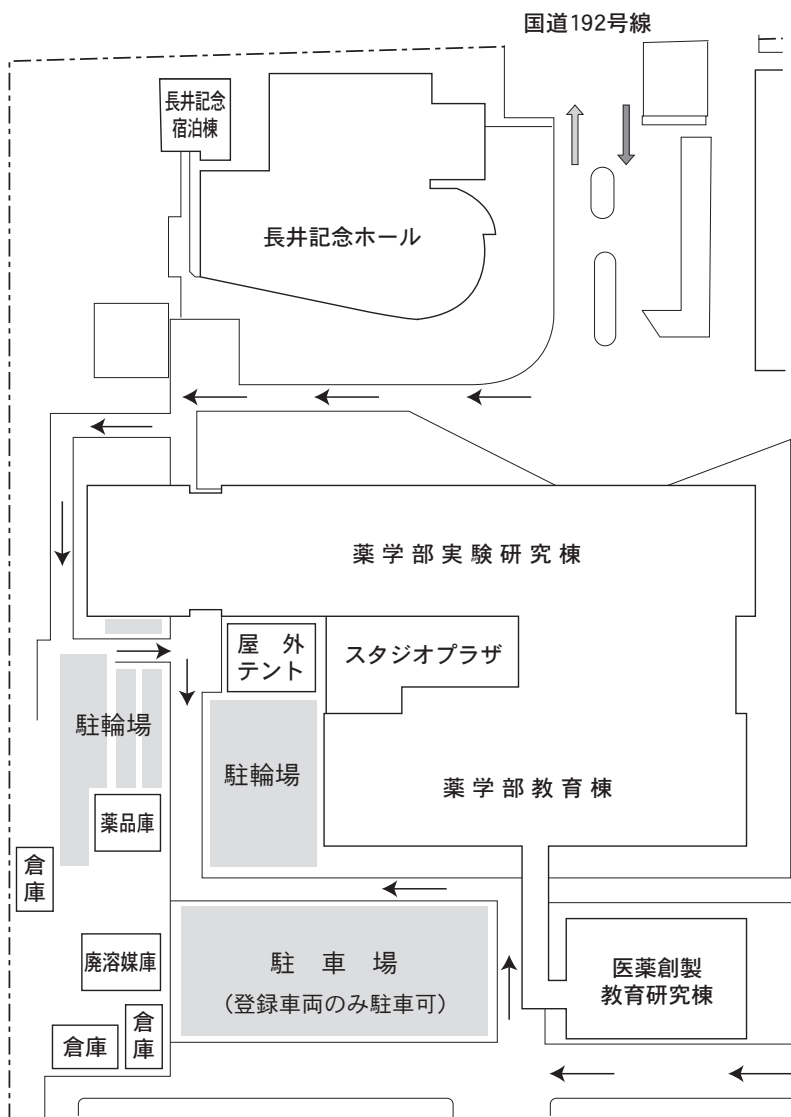 国道192号線
長井記念
宿泊棟
長井記念ホール
薬学部実験研究棟
屋外
テント
スタジオプラザ
駐輪場
駐輪場
薬学部教育棟
薬品庫
倉
庫
廃溶媒庫
駐車場
(登録車両のみ駐車可)
医薬創製
教育研究棟
倉庫
倉
庫